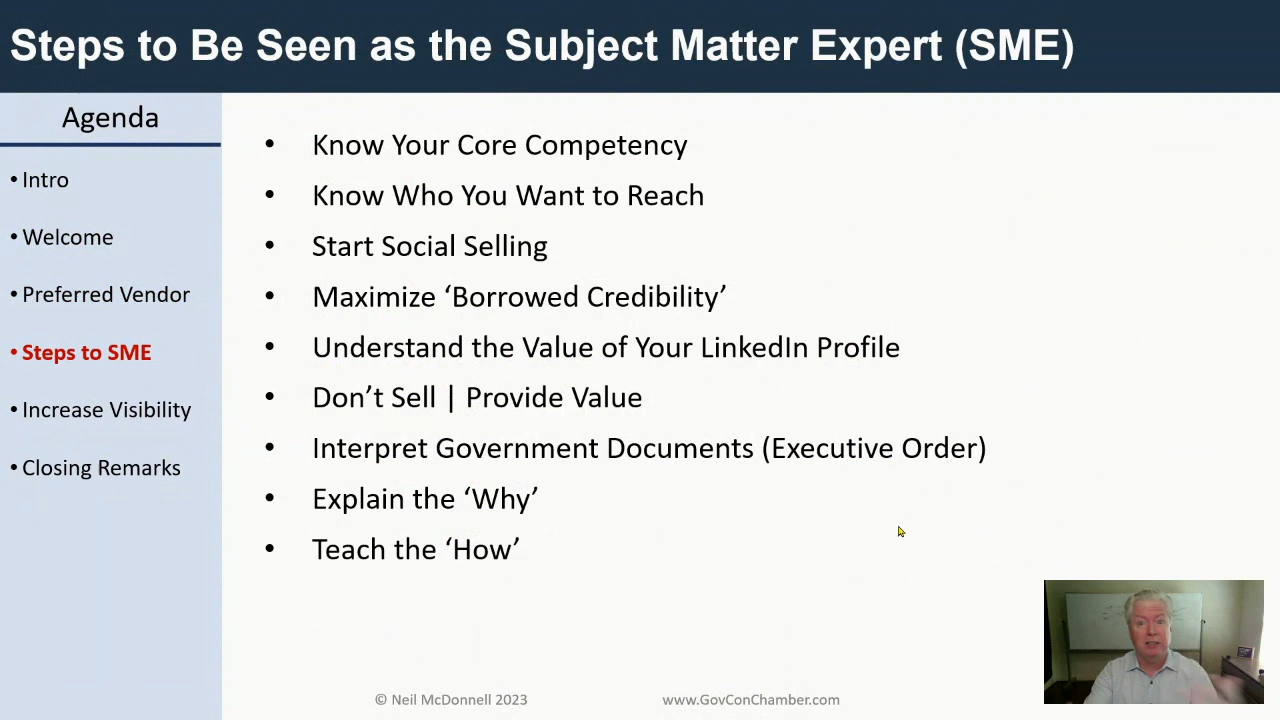 Steps to Be Seen as the Subject Matter Expert (SME)
Agenda
• Intro
• Welcome
• Preferred Vendor
• Steps to SME
• Increase Visibility
• Closing Remarks
• Know Your Core Competency
• Know Who You Want to Reach
• Start Social Selling
• Maximize ‘Borrowed Credibility’
• Understand the Value of Your LinkedIn Profile
• Don’t Sell | Provide Value
• Interpret Government Documents (Executive Order)
• Explain the ‘Why’
• Teach the ‘How’
© Neil McDonnell 2023
www.GovConChamber.com